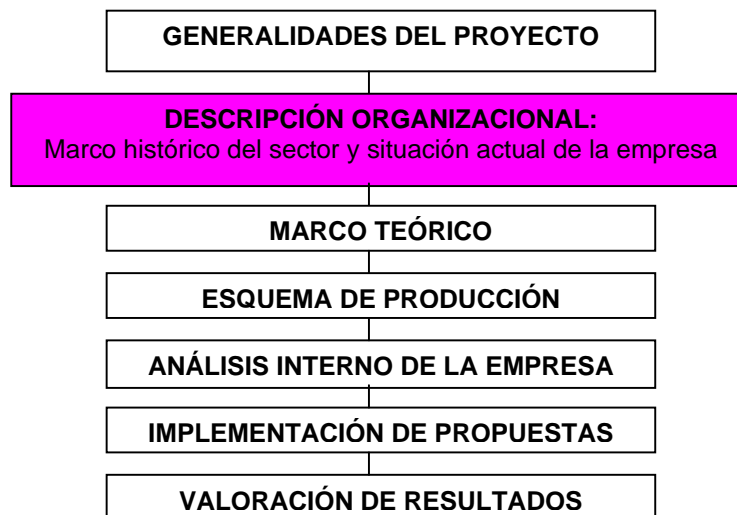 GENERALIDADES DEL PROYECTO
DESCRIPCIÓN ORGANIZACIONAL:
Marco histórico del sector y situación actual de la empresa
MARCO TEÓRICO
ESQUEMA DE PRODUCCIÓN
ANÁLISIS INTERNO DE LA EMPRESA
IMPLEMENTACIÓN DE PROPUESTAS
VALORACIÓN DE RESULTADOS